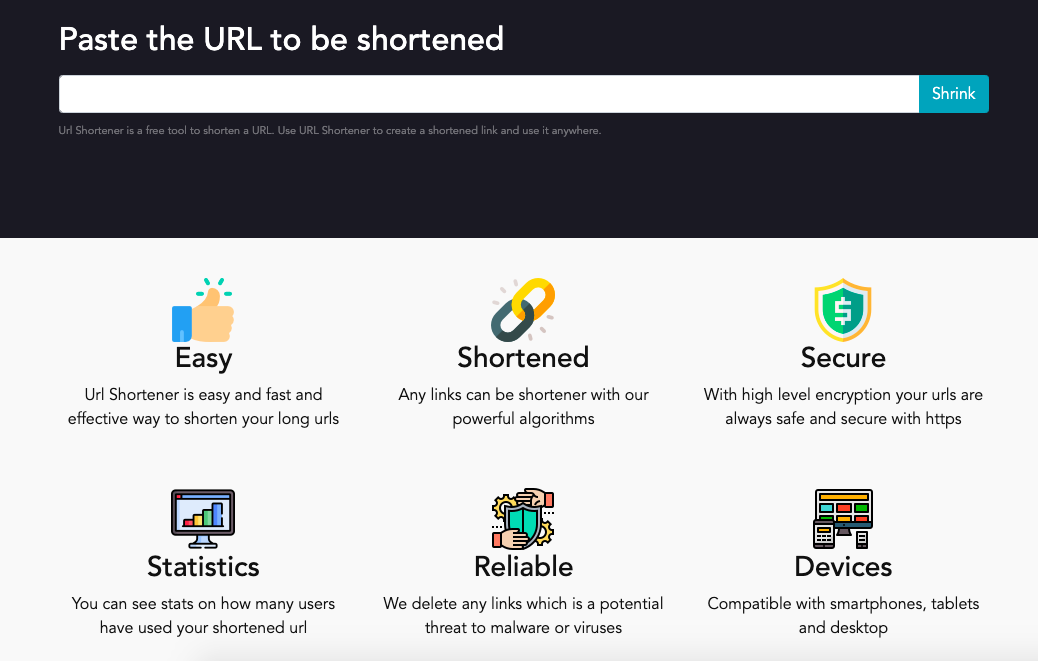 Paste the URL to be shortened
Shrink
Url Shortener is a free tool to shorten a URL. Use URL Shortener to create a shortened link and use it anywhere.
Easy
Url Shortener is easy and fast and
effective way to shorten your long urls
Shortened
Any links can be shortener with our
powerful algorithms
Secure
With high level encryption your urls are
always safe and secure with https
Statistics
You can see stats on how many users
have used your shortened url
Reliable
We delete any links which is a potential
threat to malware or viruses
Devices
Compatible with smartphones, tablets
and desktop